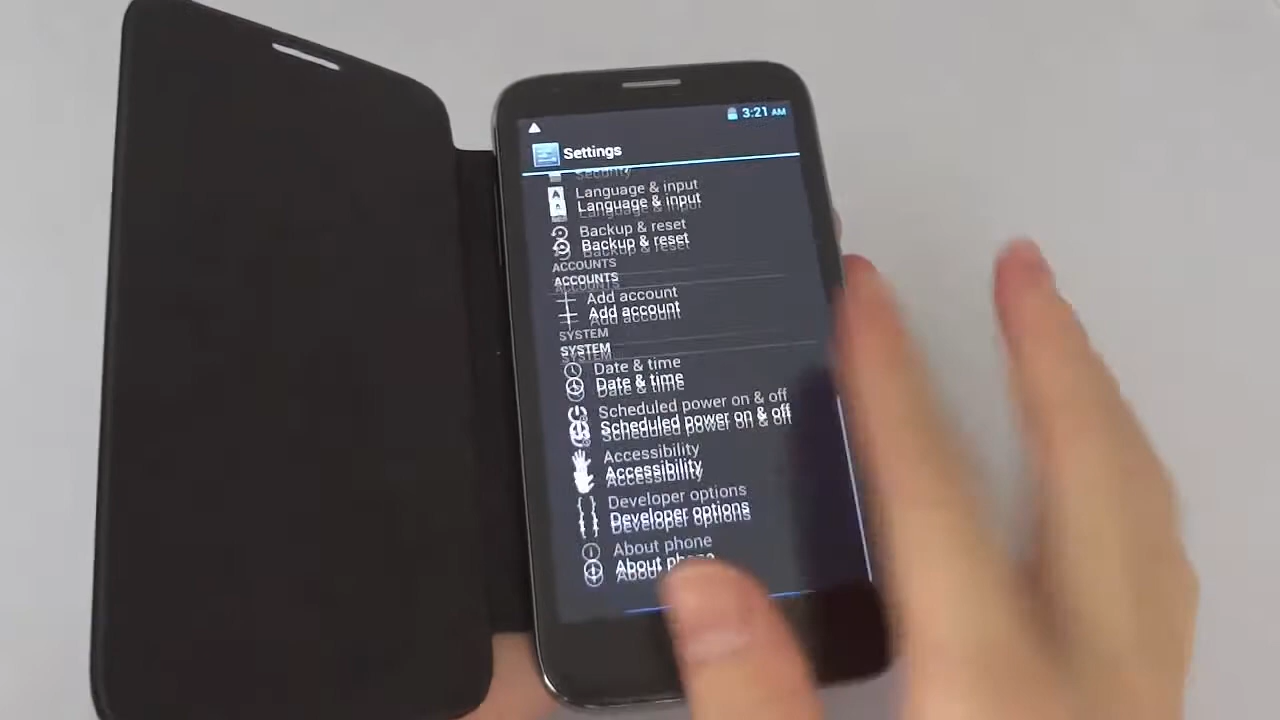 3:21 AM
Settings
Security
Language & input
Backup & reset
ACCOUNTS
Add account
SYSTEM
Date & time
Scheduled power on & off
Accessibility
Developer options
About phone